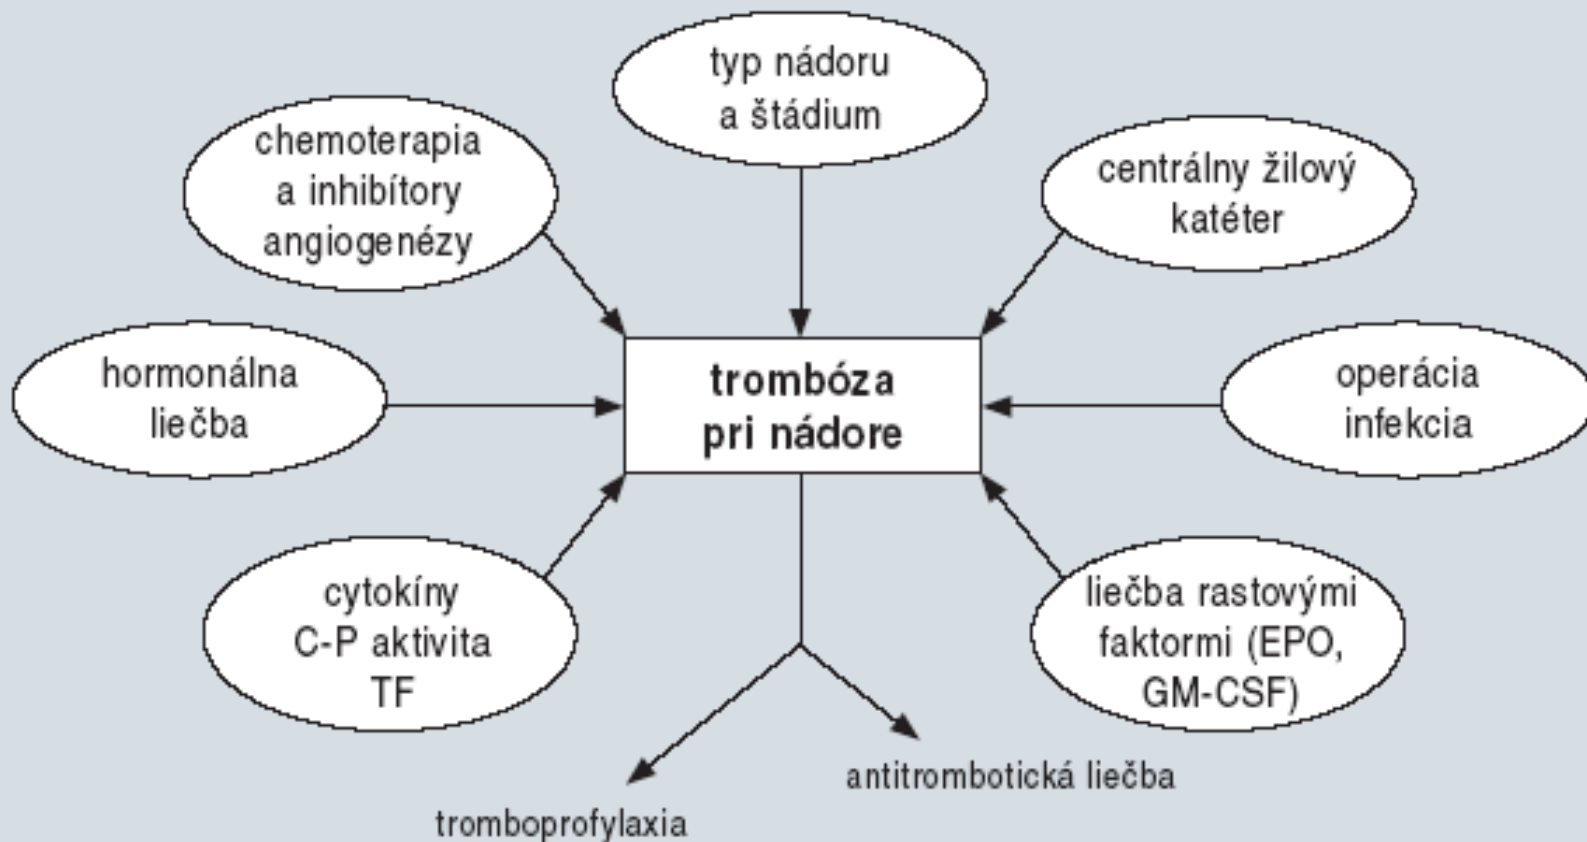 typ nádoru
a štádium
chemoterapia
a inhibítory
angiogenézy
centrálny žilový
katéter
hormonálna
liečba
trombóza
pri nádore
operácia
infekcia
cytokíny
C-P aktivita
TF
liečba rastovými
faktormi (EPO,
GM-CSF)
antitrombotická liečba
tromboprofylaxia